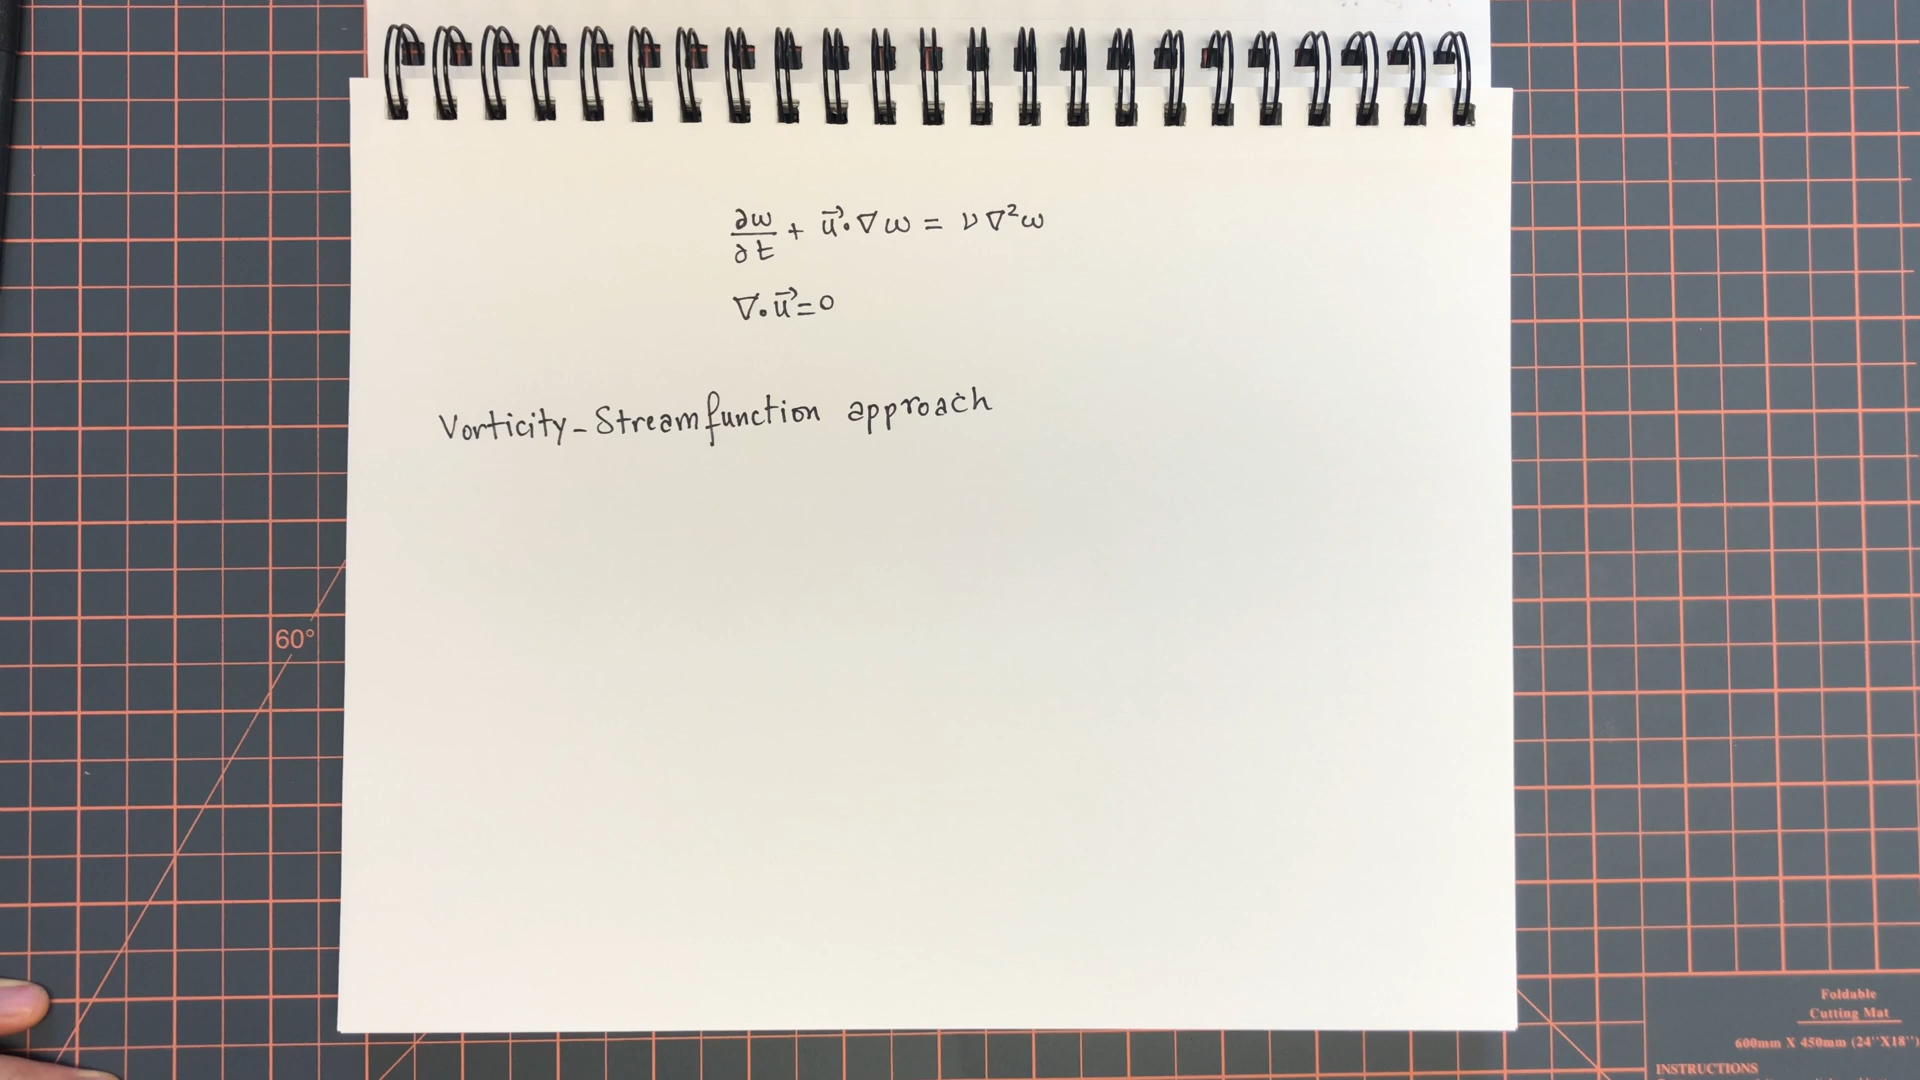 ∂ω/∂t + u⃗·∇ω = ν∇²ω
∇·u⃗=0
Vorticity-Streamfunction approach
60°
Foldable
Cutting Mat
600mm X 450mm (24"X18")
INSTRUCTIONS